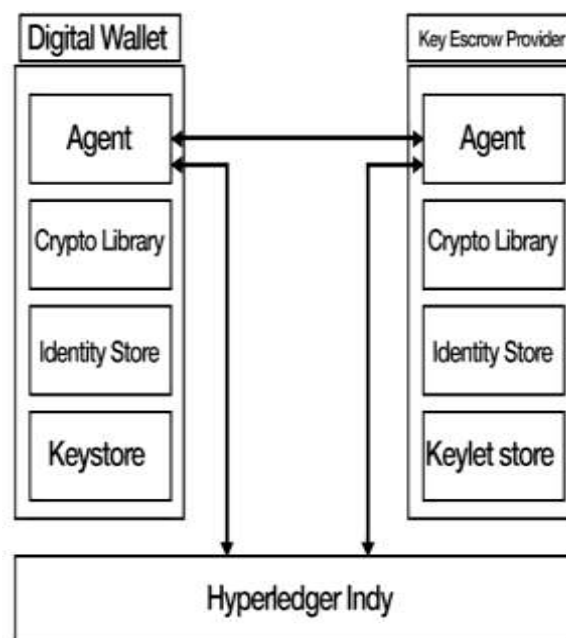 Digital Wallet
Key Escrow Provider
Agent
Agent
Crypto Library
Crypto Library
Identity Store
Identity Store
Keystore
Keylet store
Hyperledger Indy